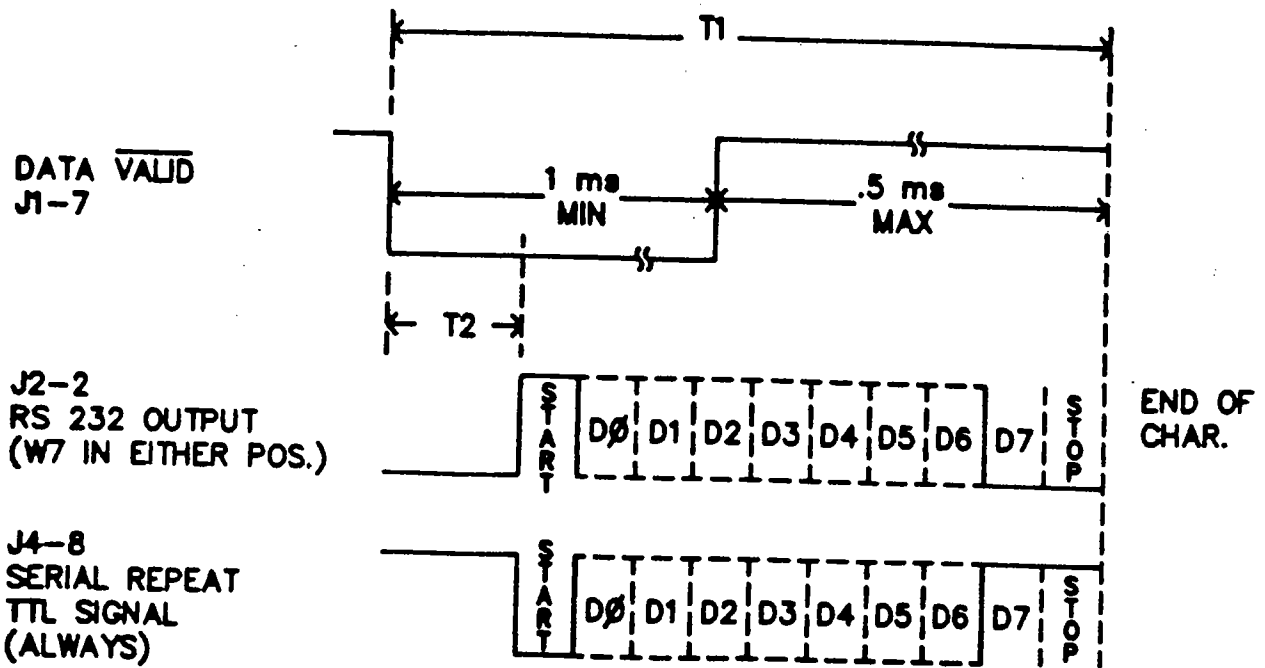 T1
DATA VALID
J1-7
1 ms
MIN
.5 ms
MAX
T2
J2-2
RS 232 OUTPUT
(W7 IN EITHER POS.)
START DØ D1 D2 D3 D4 D5 D6 D7 STOP
END OF
CHAR.
J4-8
SERIAL REPEAT
TTL SIGNAL
(ALWAYS)
START DØ D1 D2 D3 D4 D5 D6 D7 STOP